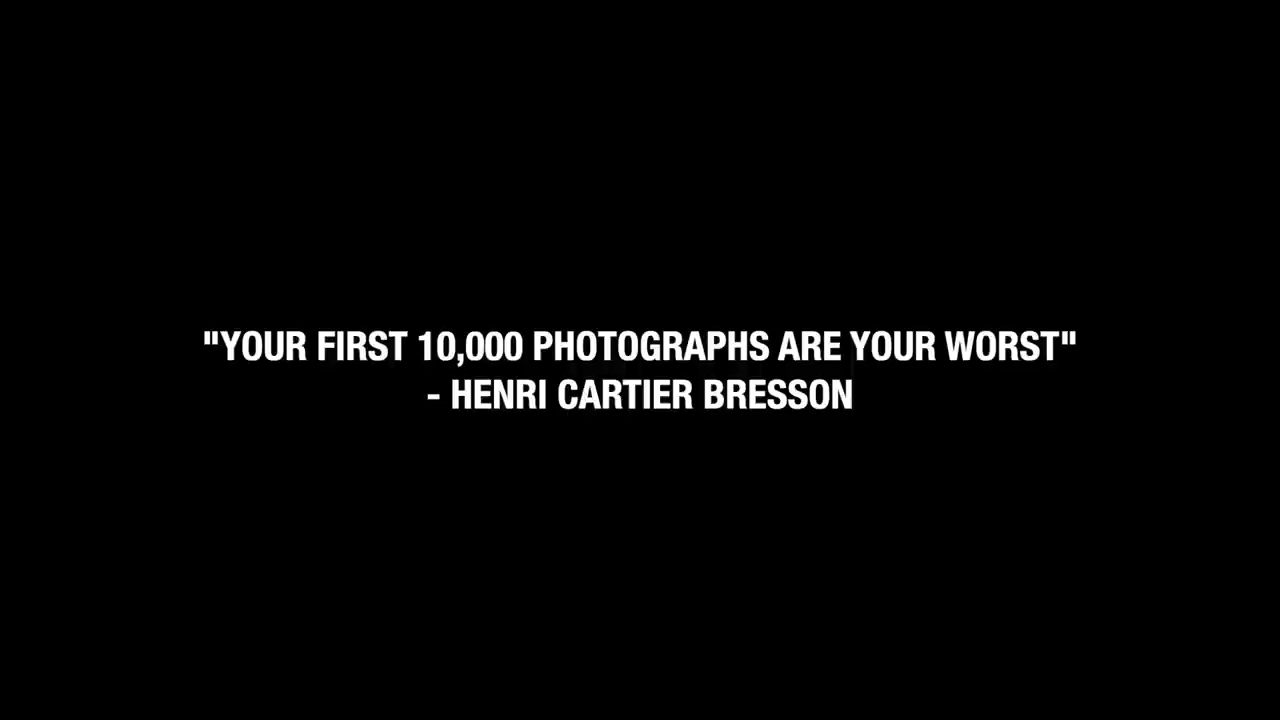 "YOUR FIRST 10,000 PHOTOGRAPHS ARE YOUR WORST"
- HENRI CARTIER BRESSON